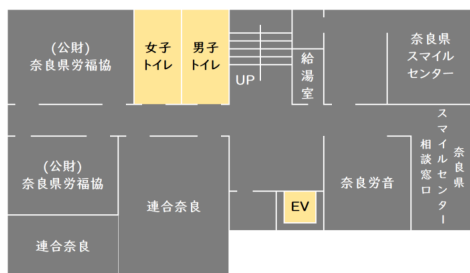 (公財)
奈良県労福協
女子
トイレ
男子
トイレ
UP
給湯室
奈良県
スマイル
センター
(公財)
奈良県労福協
連合奈良
連合奈良
EV
奈良労音
奈良県
スマイルセンター
相談窓口